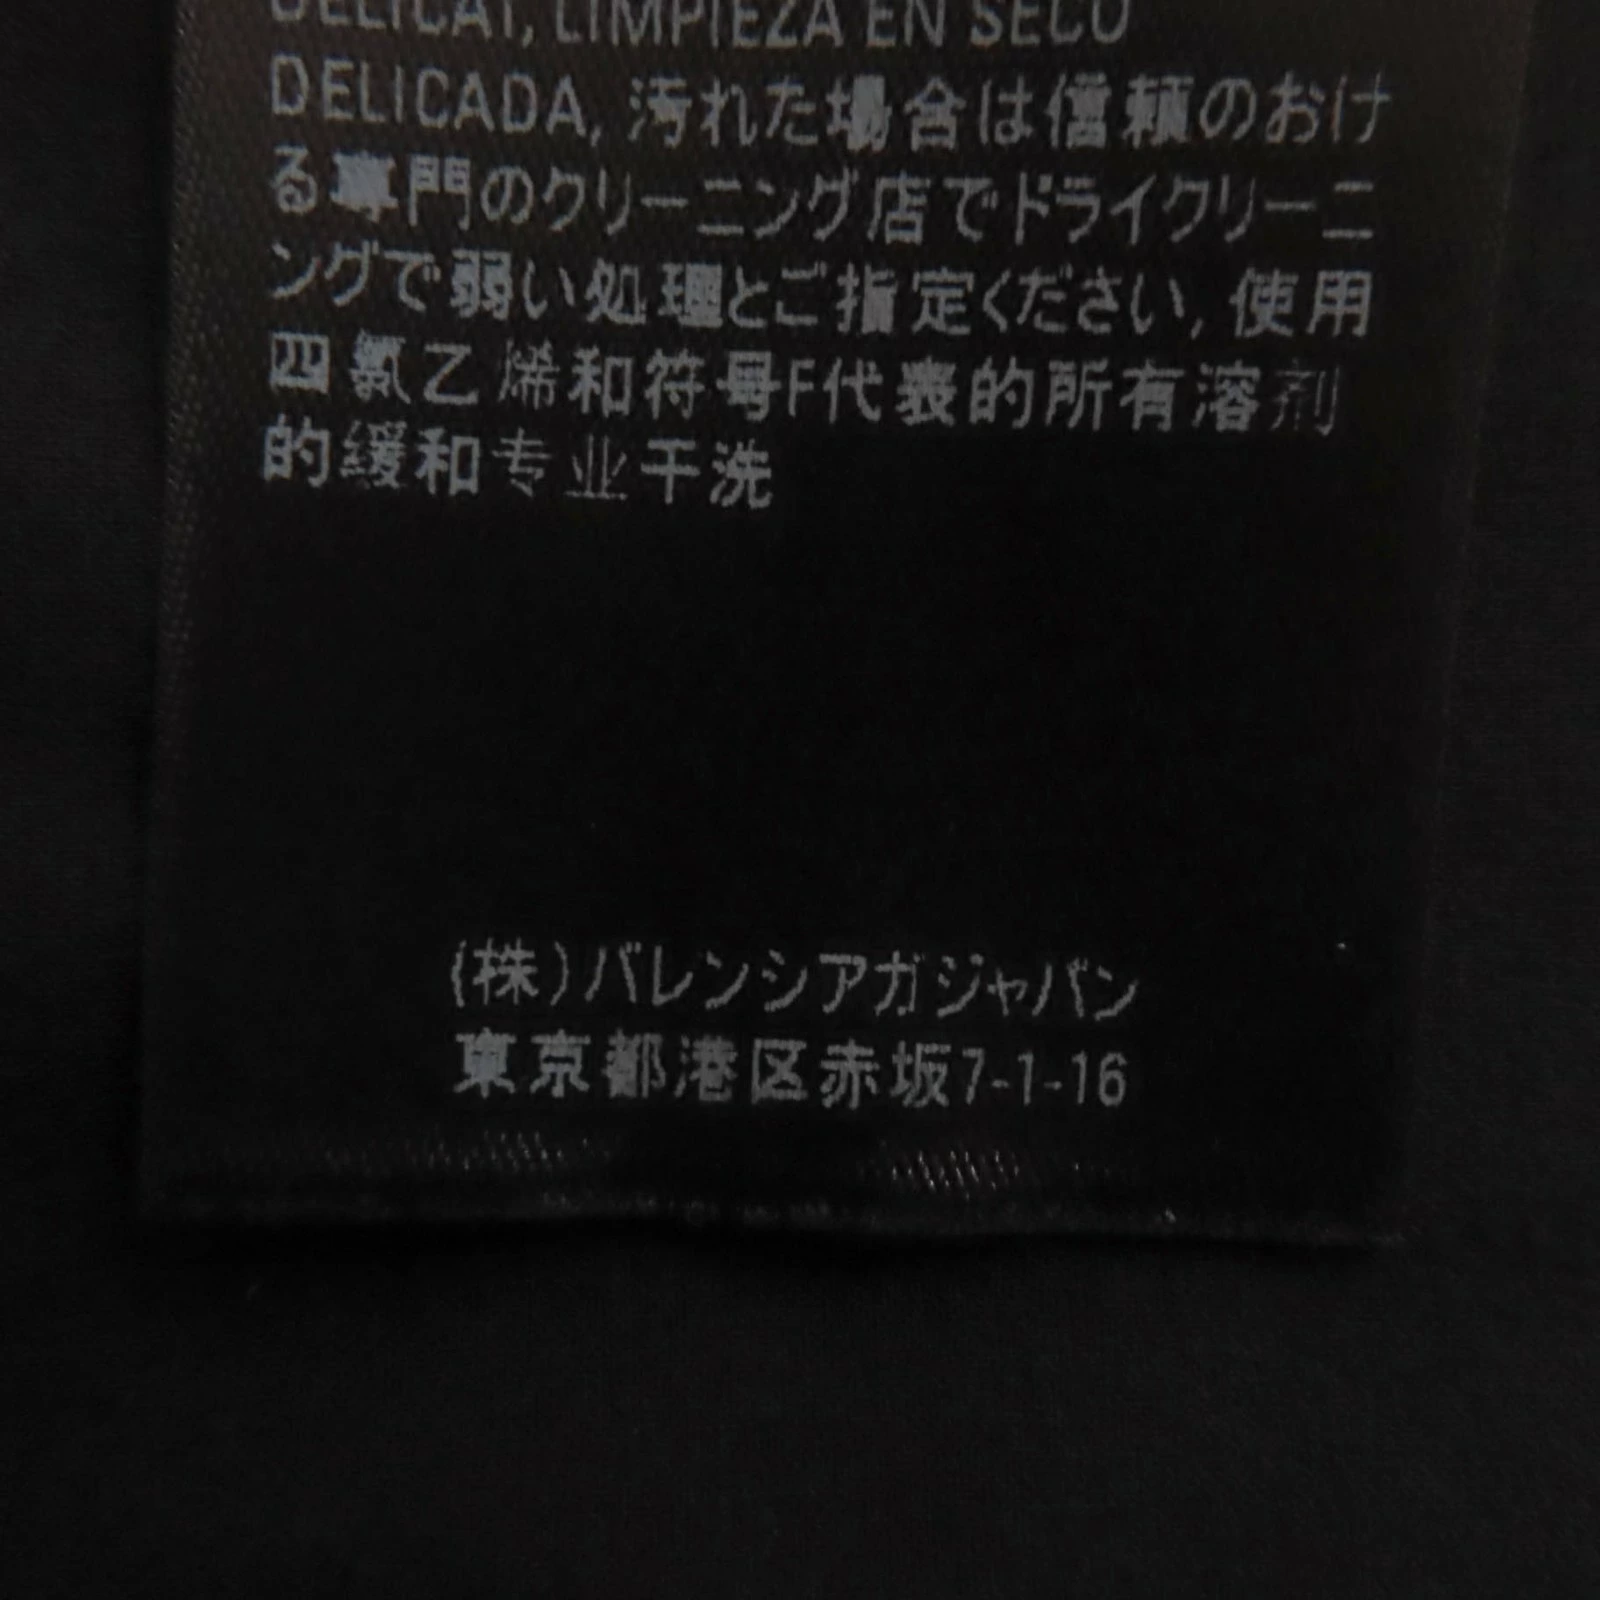 DELICAT, LIMPIEZA EN SECO
DELICADA, 汚れた場合は信頼のおけ
る専門のクリーニング店でドライクリーニ
ングで弱い処理とご指定ください, 使用
四氯乙烯和符号F代表的所有溶剂
的缓和专业干洗
(株)バレンシアガジャパン
東京都港区赤坂7-1-16